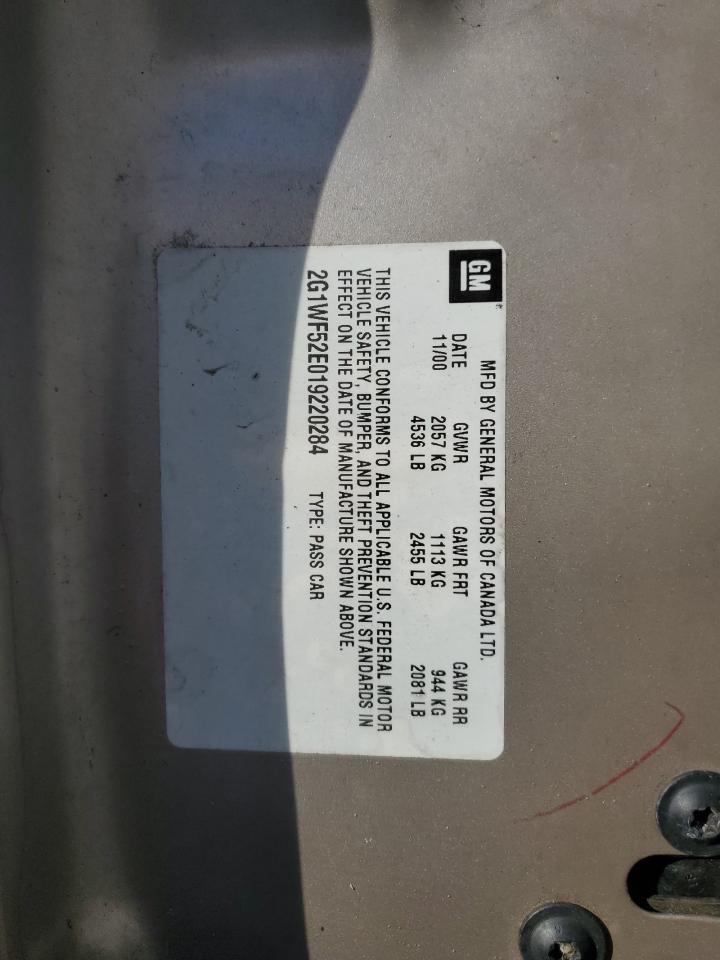 GM
MFD BY GENERAL MOTORS OF CANADA LTD.
DATE GVWR GAWR FRT GAWR RR
11/00 2057 KG 1113 KG 944 KG
4536 LB 2455 LB 2081 LB
THIS VEHICLE CONFORMS TO ALL APPLICABLE U.S. FEDERAL MOTOR
VEHICLE SAFETY, BUMPER, AND THEFT PREVENTION STANDARDS IN
EFFECT ON THE DATE OF MANUFACTURE SHOWN ABOVE.
2G1WF52E019220284 TYPE: PASS CAR